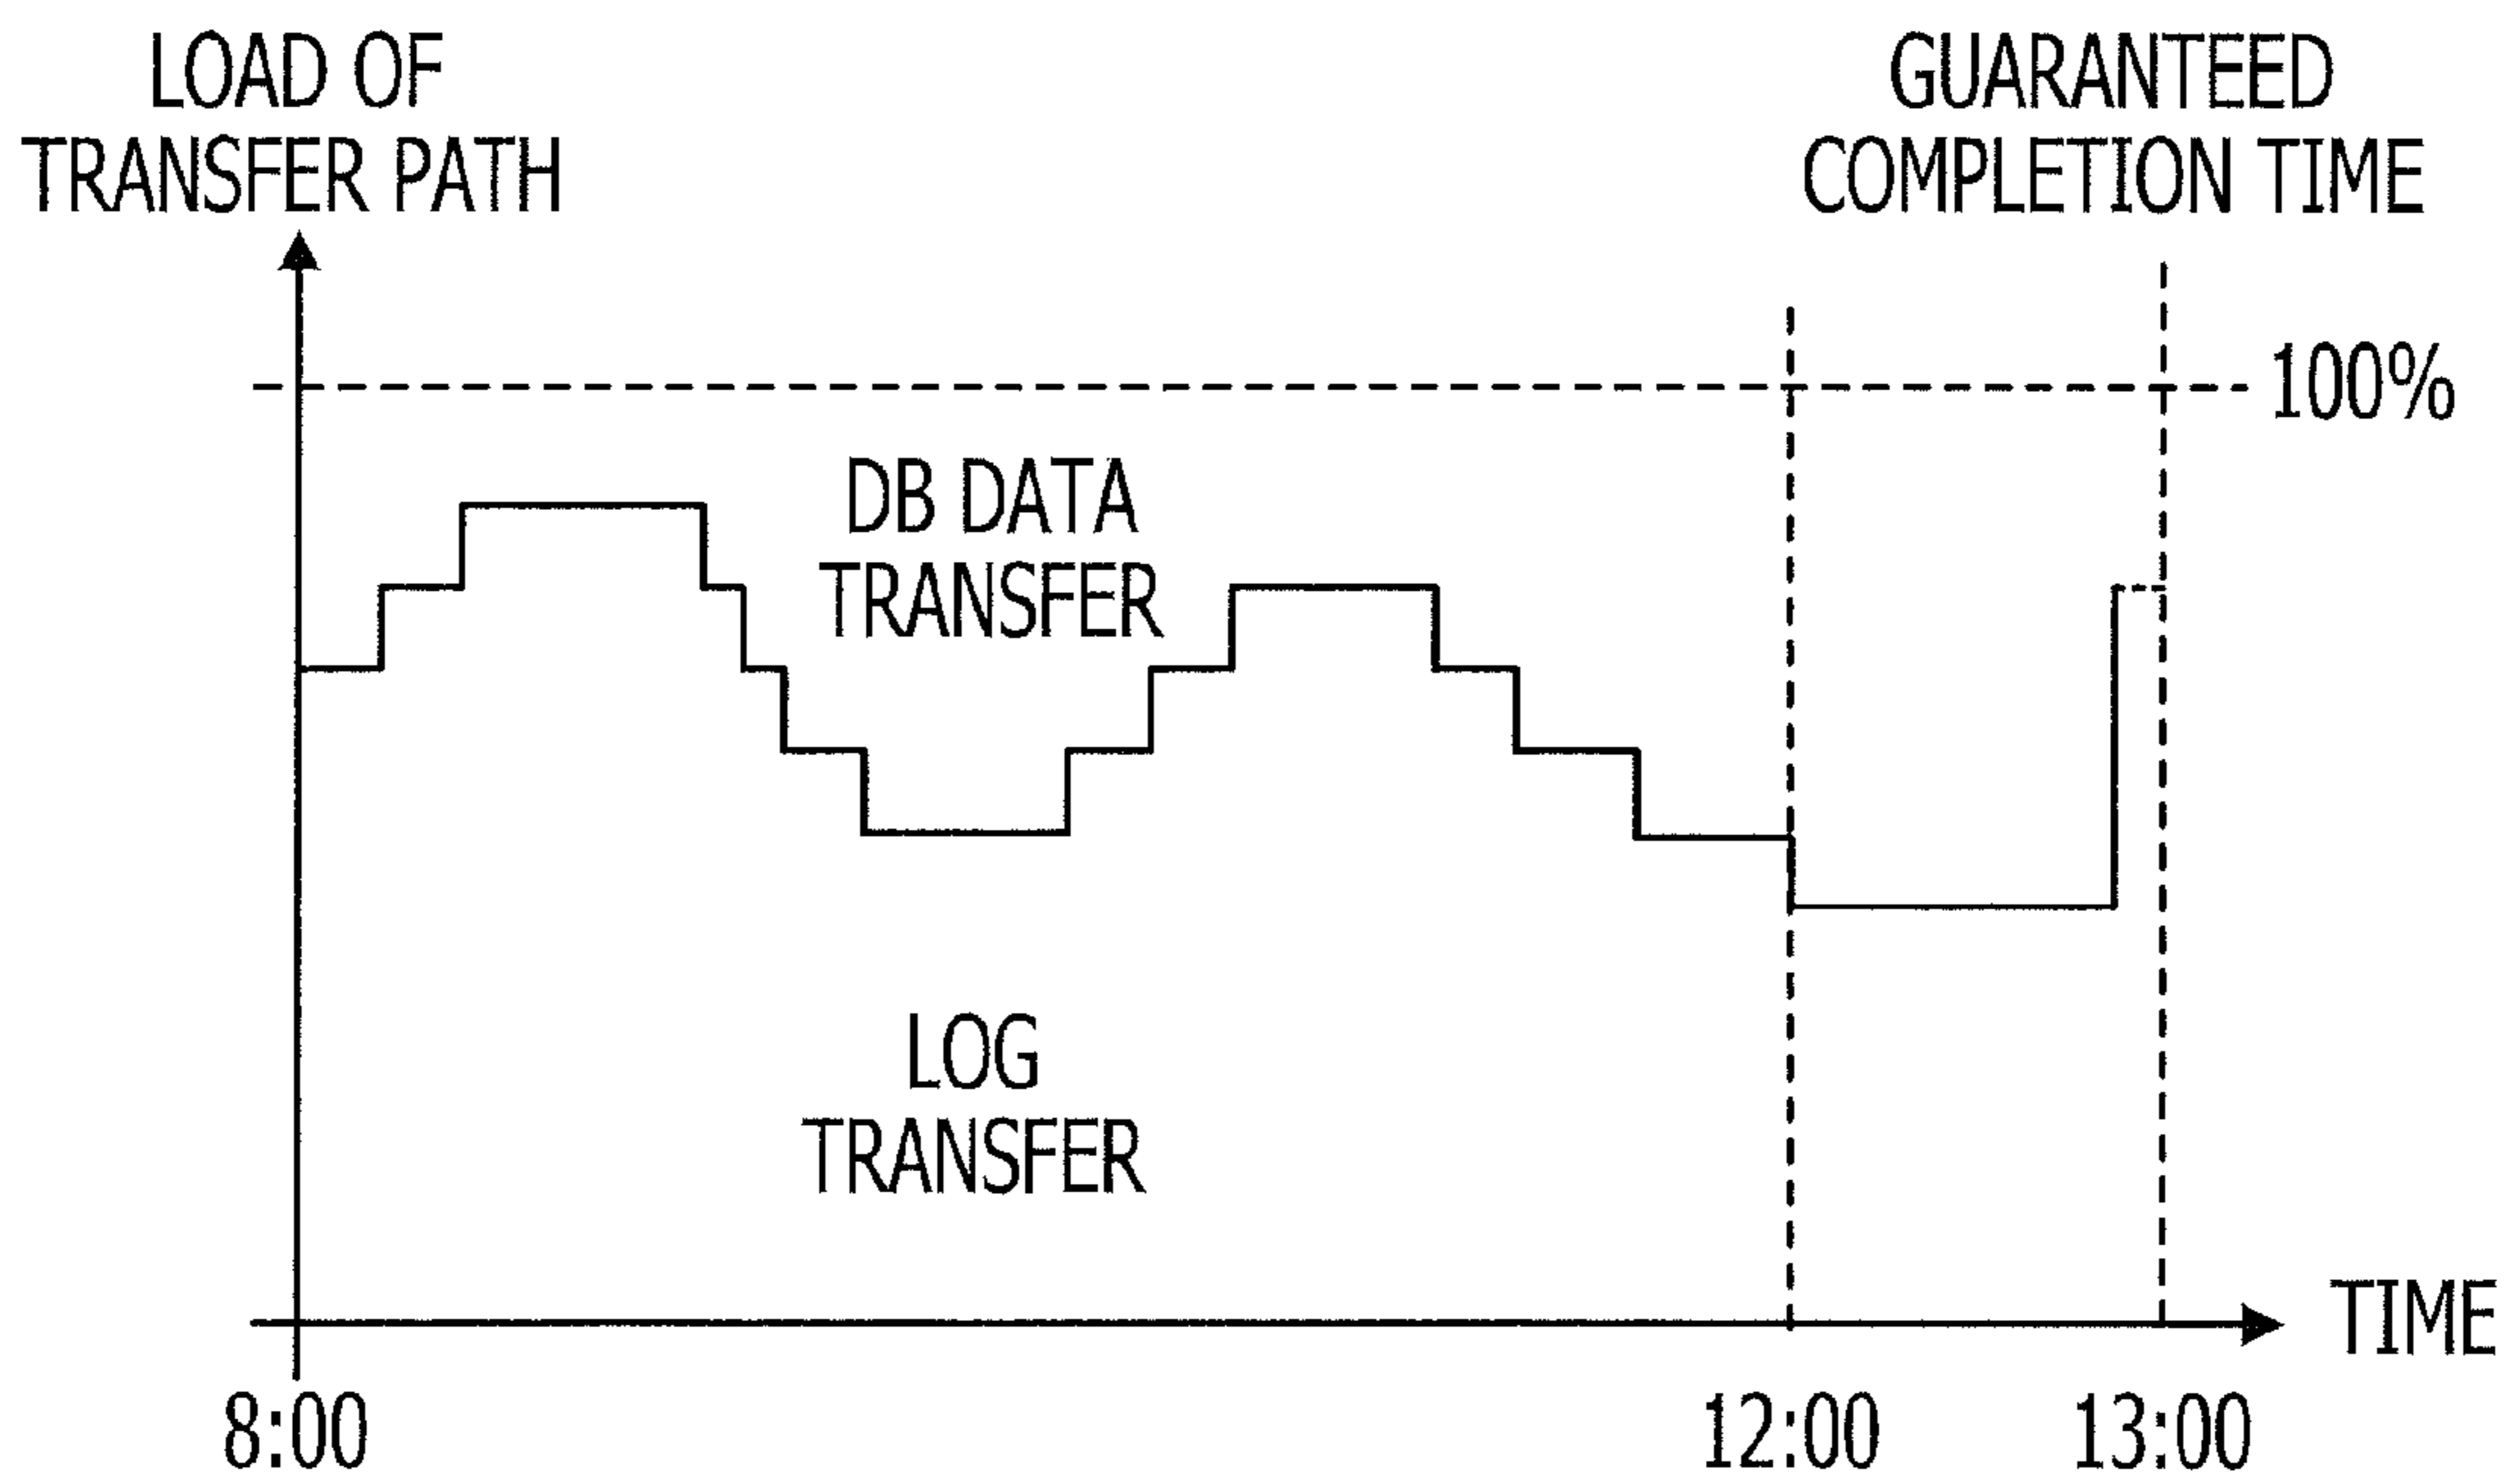 LOAD OF
TRANSFER PATH
GUARANTEED
COMPLETION TIME
100%
DB DATA
TRANSFER
LOG
TRANSFER
TIME
8:00
12:00
13:00